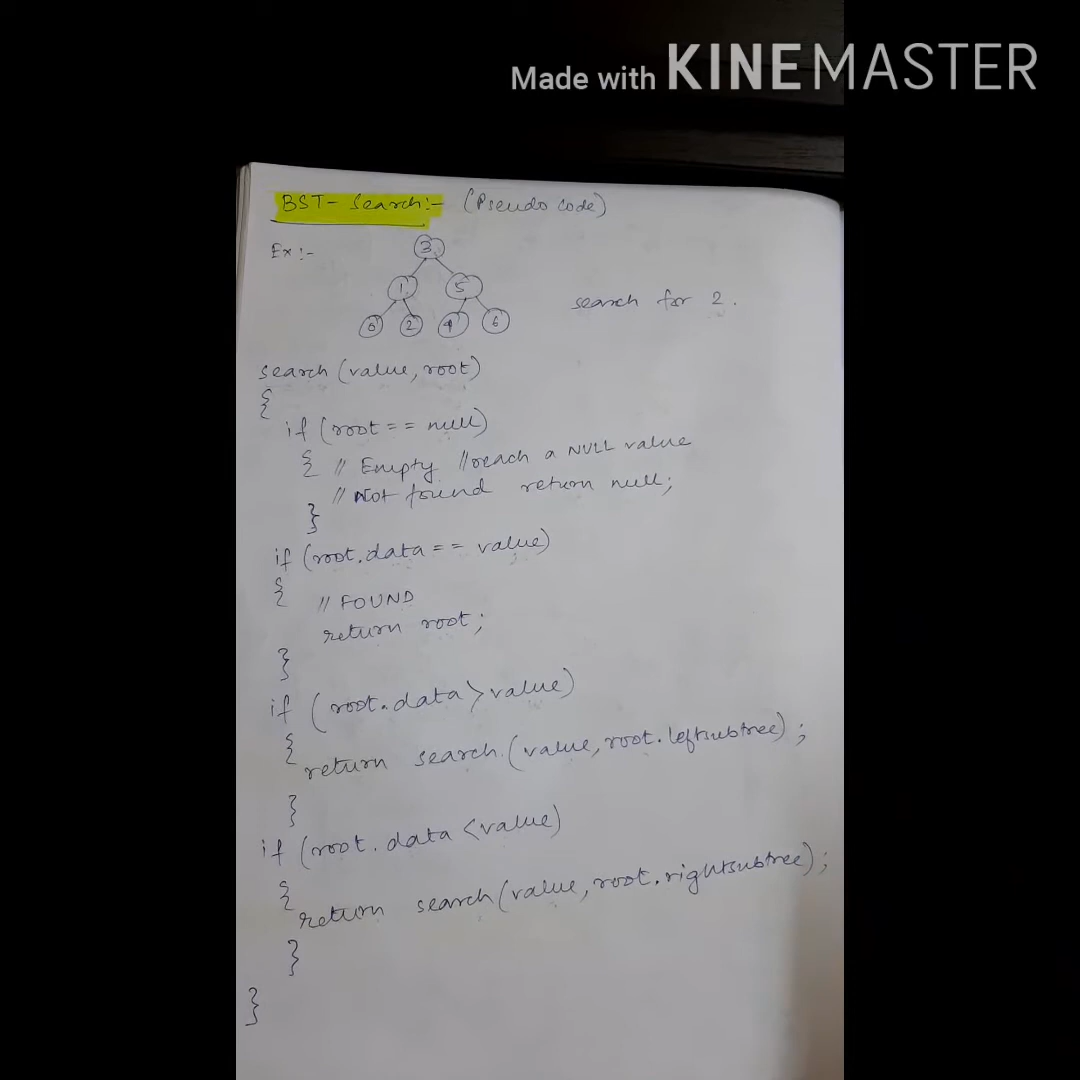 Made with KINEMASTER
BST- Search:- (Pseudo code)
Ex:-
3
1 5
0 2 4 6
search for 2.
search (value, root)
{
if (root == null)
{ // Empty //reach a NULL value
// Not found return null;
}
if (root.data == value)
{ // FOUND
return root;
}
if (root.data > value)
{ return search (value, root.leftsubtree);
}
if (root.data < value)
{ return search (value, root.rightsubtree);
}
}